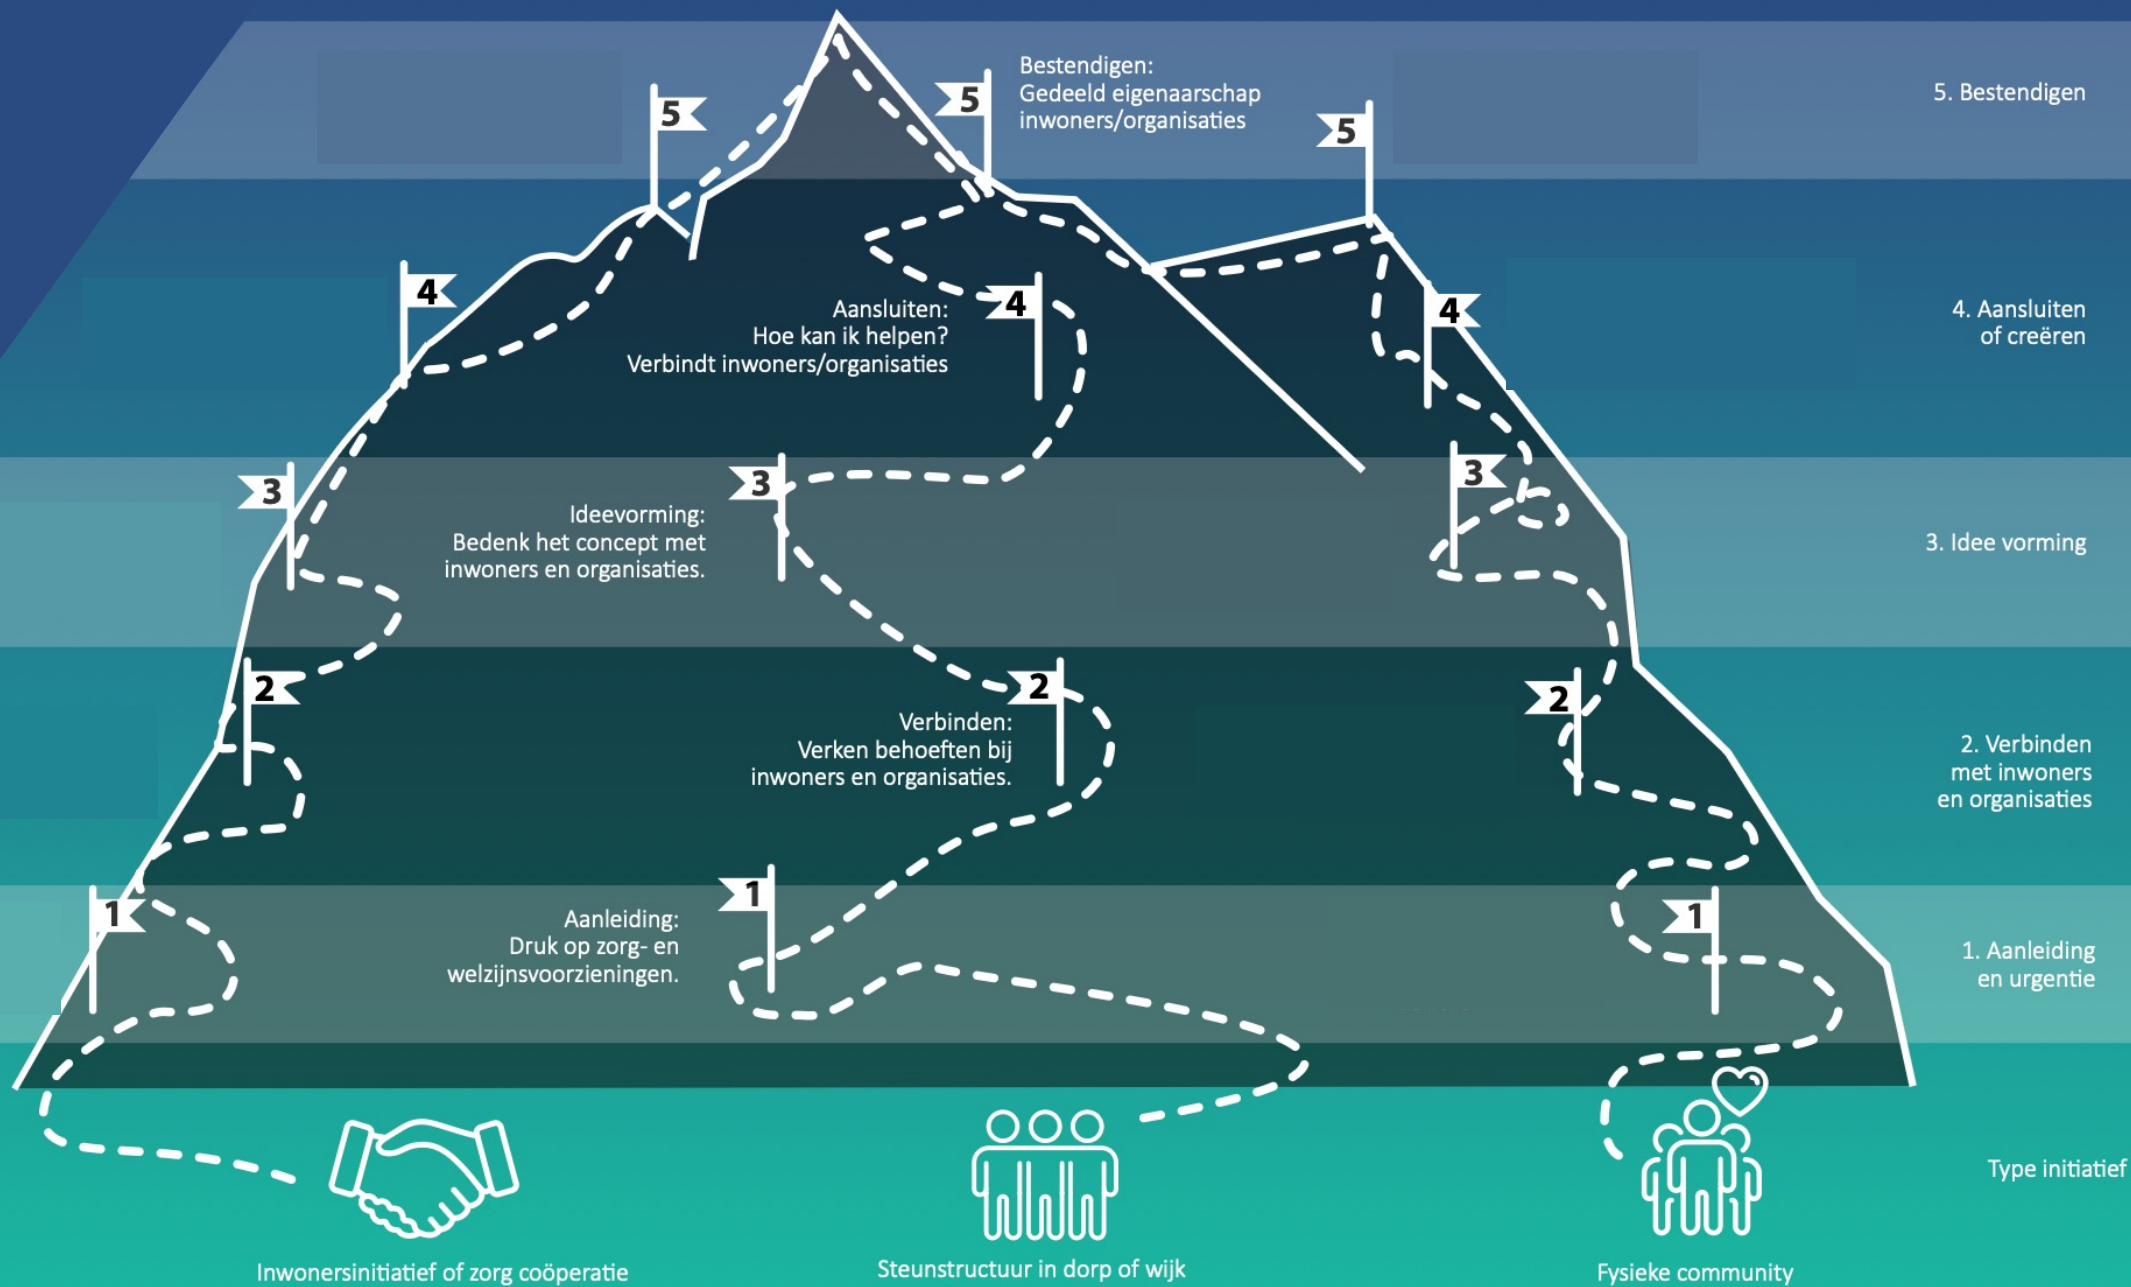 5
5
Bestendigen:
Gedeeld eigenaarschap
inwoners/organisaties
5
5. Bestendigen
4
Aansluiten:
Hoe kan ik helpen?
Verbindt inwoners/organisaties
4
4
4. Aansluiten
of creëren
3
Ideevorming:
Bedenk het concept met
inwoners en organisaties.
3
3
3. Idee vorming
2
Verbinden:
Verken behoeften bij
inwoners en organisaties.
2
2
2. Verbinden
met inwoners
en organisaties
1
Aanleiding:
Druk op zorg- en
welzijnsvoorzieningen.
1
1
1. Aanleiding
en urgentie
Type initiatief
Inwonersinitiatief of zorg coöperatie
Steunstructuur in dorp of wijk
Fysieke community